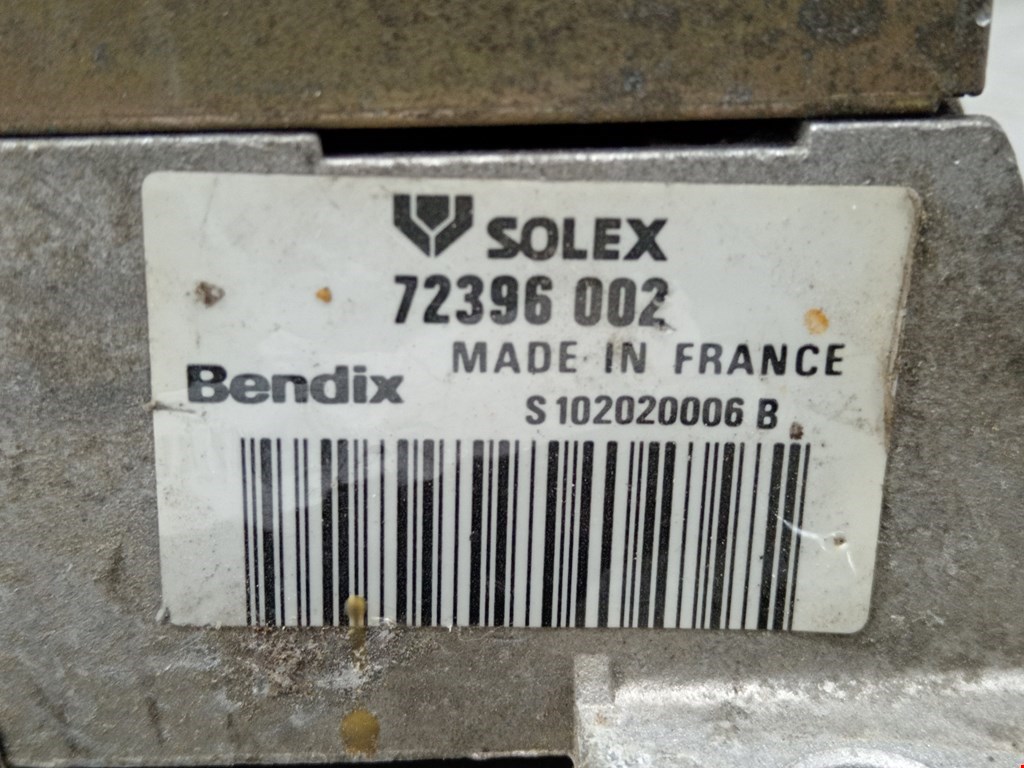 SOLEX
72396 002
MADE IN FRANCE
Bendix
S 102020006 B